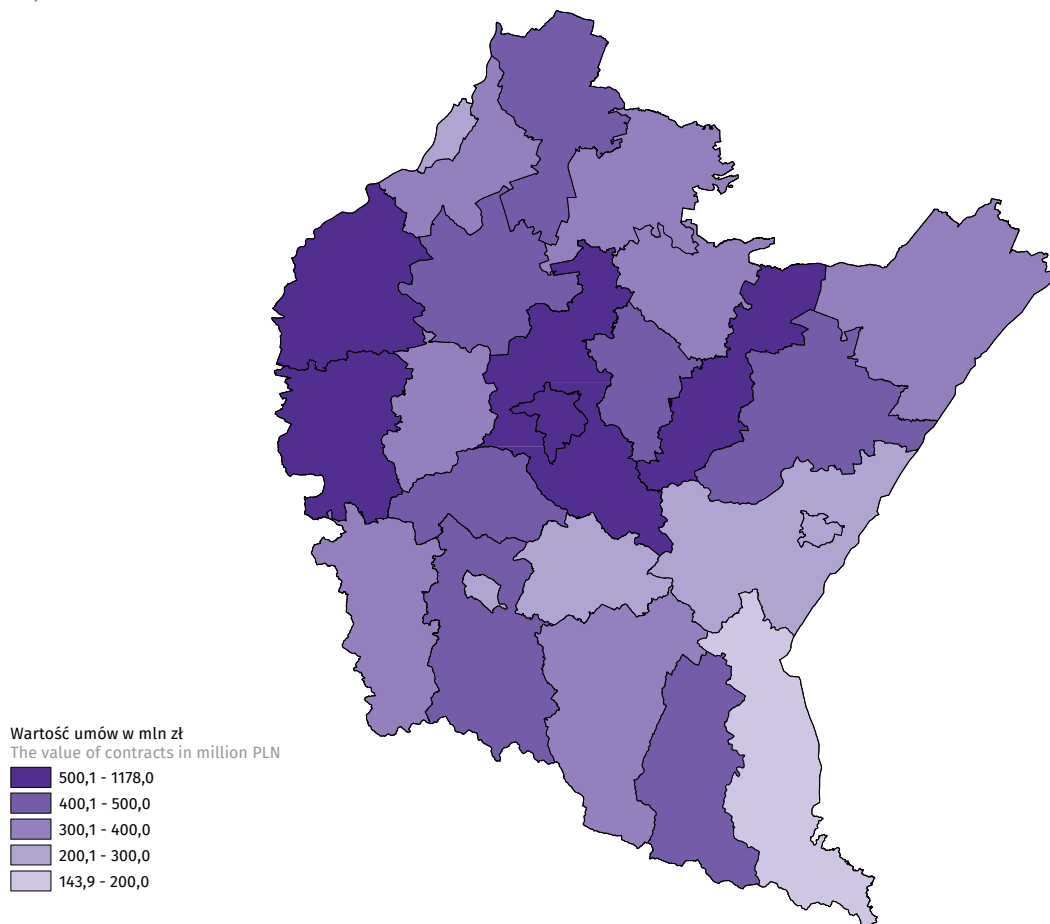 Wartość umów w mln zł
The value of contracts in million PLN
500,1 - 1178,0
400,1 - 500,0
300,1 - 400,0
200,1 - 300,0
143,9 - 200,0